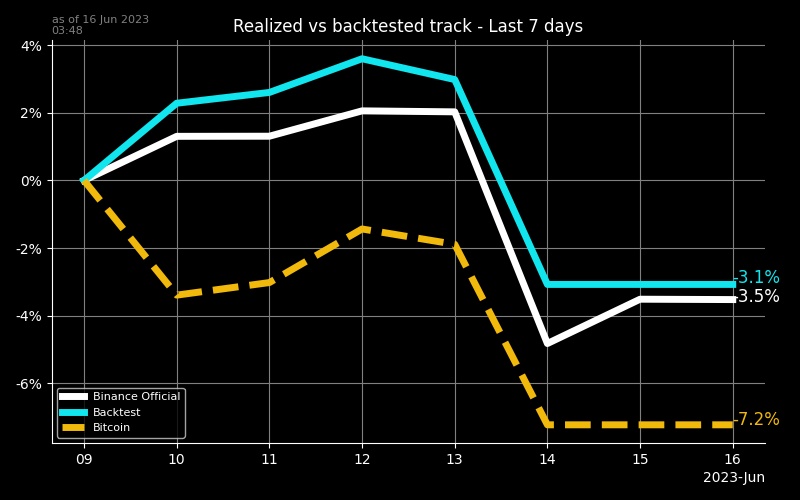 as of 16 Jun 2023
03:48
Realized vs backtested track - Last 7 days
4%
2%
0%
-2%
-4%
-6%
-3.1%
-3.5%
-7.2%
Binance Official
Backtest
Bitcoin
09 10 11 12 13 14 15 16
2023-Jun